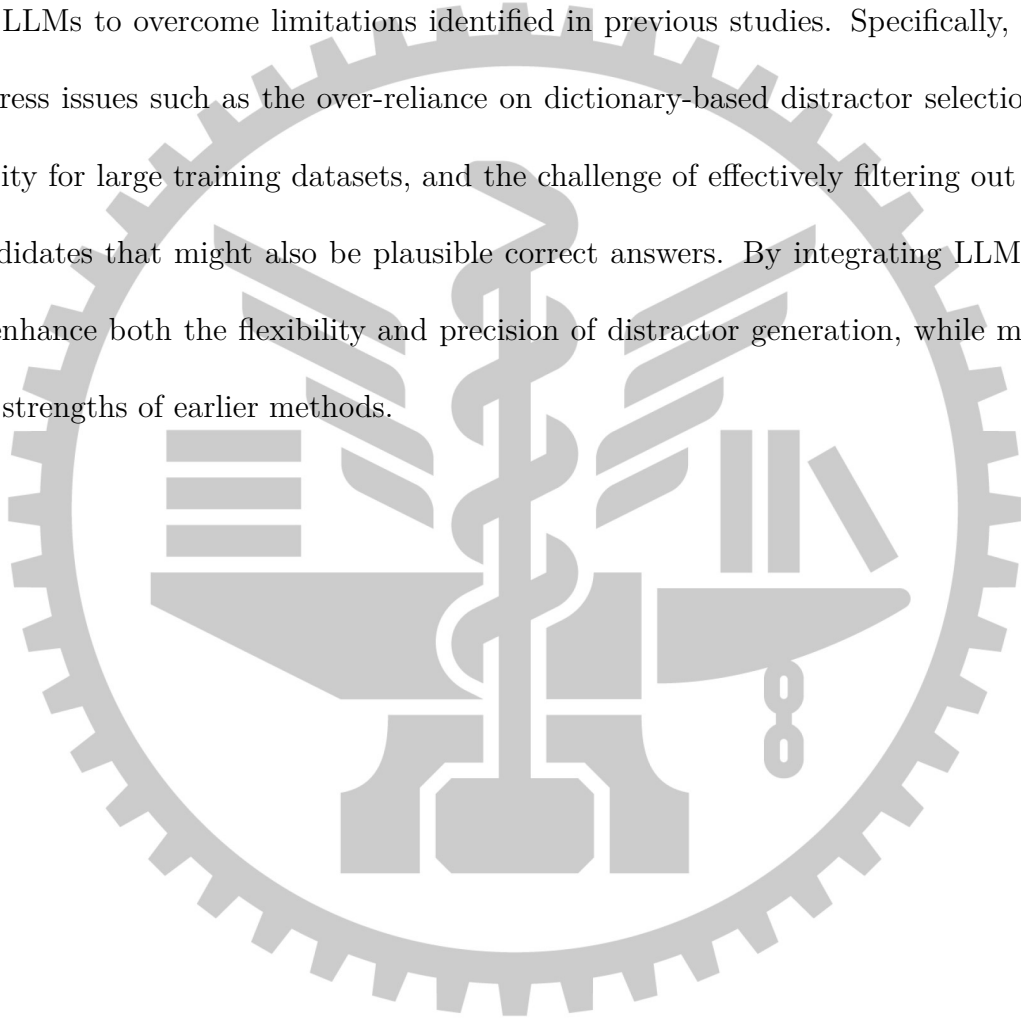 LLMs to overcome limitations identified in previous studies. Specifically,
ress issues such as the over-reliance on dictionary-based distractor selectio
ity for large training datasets, and the challenge of effectively filtering out
didates that might also be plausible correct answers. By integrating LLM
enhance both the flexibility and precision of distractor generation, while m
strengths of earlier methods.